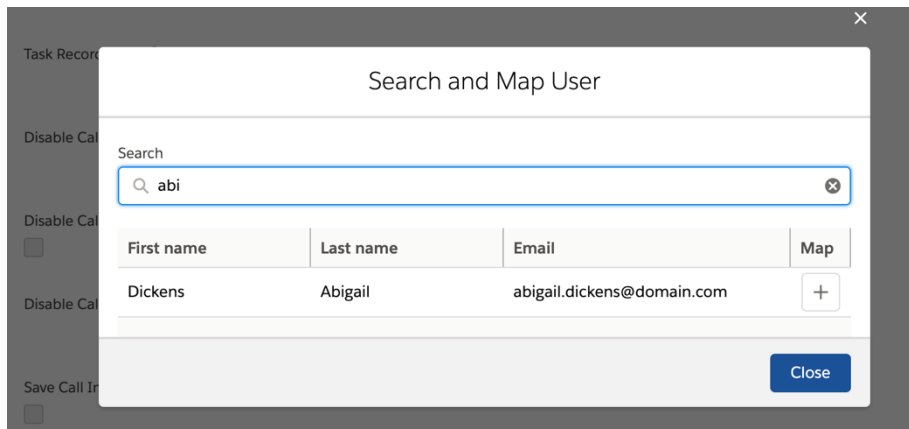 Task Record
Search and Map User
Disable Cal
Search
abi
Disable Cal
First name Last name Email Map
Dickens Abigail abigail.dickens@domain.com +
Disable Cal
Close
Save Call In